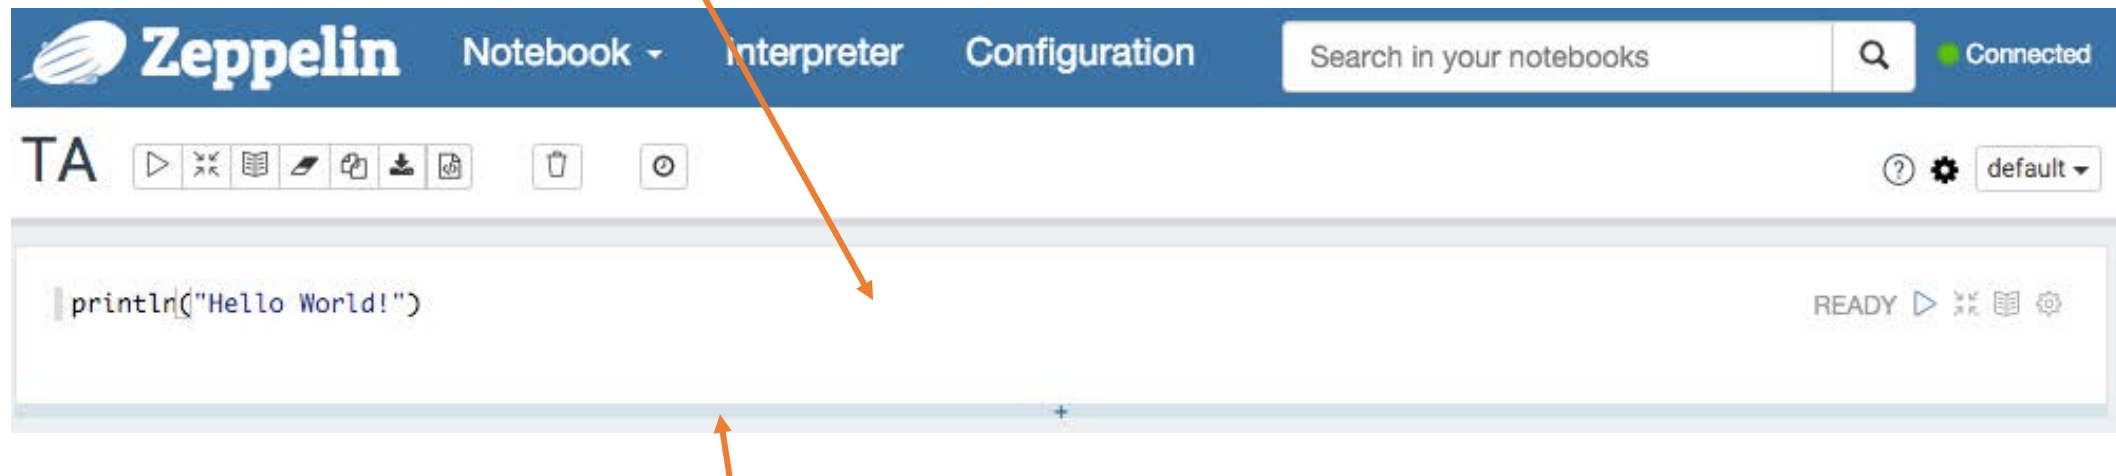 Zeppelin Notebook Interpreter Configuration Search in your notebooks Connected
TA default
println("Hello World!") READY